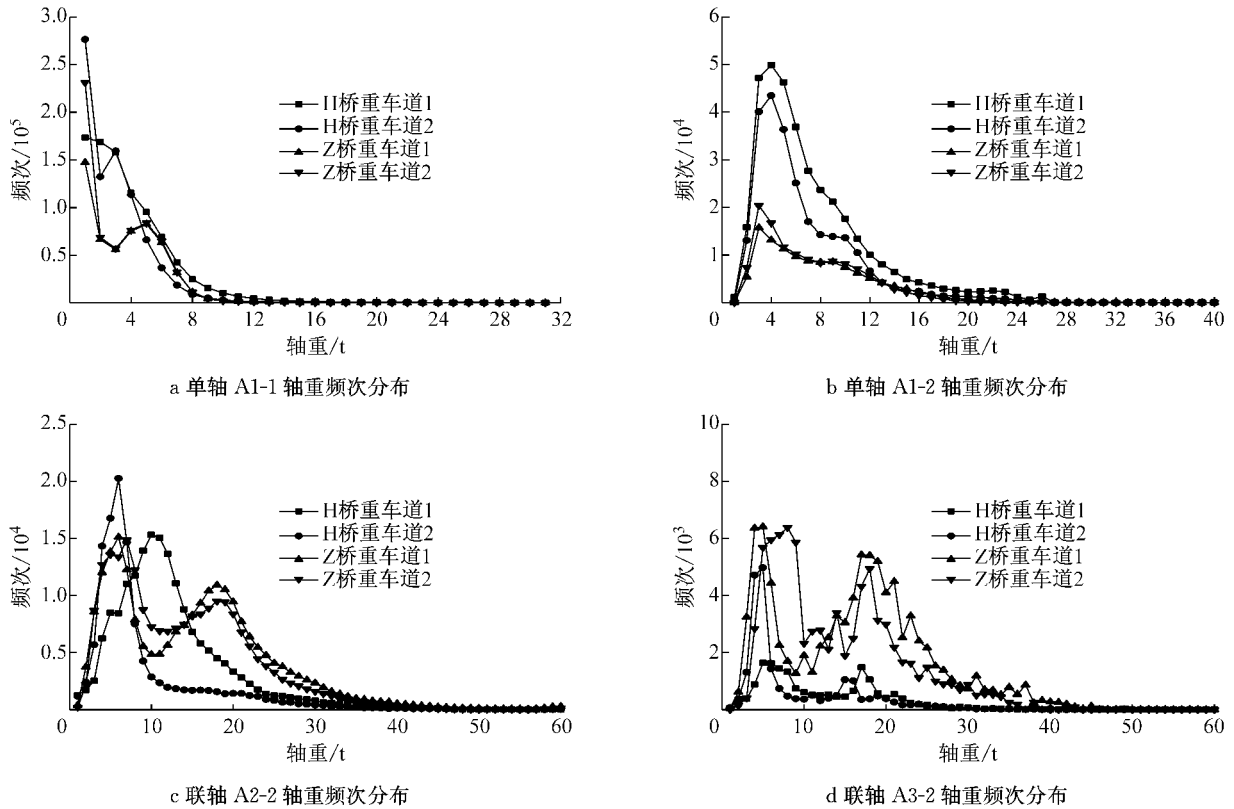 3.0
2.5
2.0
1.5
1.0
0.5
频次/10⁵
H桥重车道1
H桥重车道2
Z桥重车道1
Z桥重车道2
0 4 8 12 16 20 24 28 32
轴重/t
a 单轴 A1-1 轴重频次分布
6
5
4
3
2
1
频次/10⁴
H桥重车道1
H桥重车道2
Z桥重车道1
Z桥重车道2
0 4 8 12 16 20 24 28 32 36 40
轴重/t
b 单轴 A1-2 轴重频次分布
2.5
2.0
1.5
1.0
0.5
频次/10⁴
H桥重车道1
H桥重车道2
Z桥重车道1
Z桥重车道2
0 10 20 30 40 50 60
轴重/t
c 联轴 A2-2 轴重频次分布
10
8
6
4
2
频次/10³
H桥重车道1
H桥重车道2
Z桥重车道1
Z桥重车道2
0 10 20 30 40 50 60
轴重/t
d 联轴 A3-2 轴重频次分布